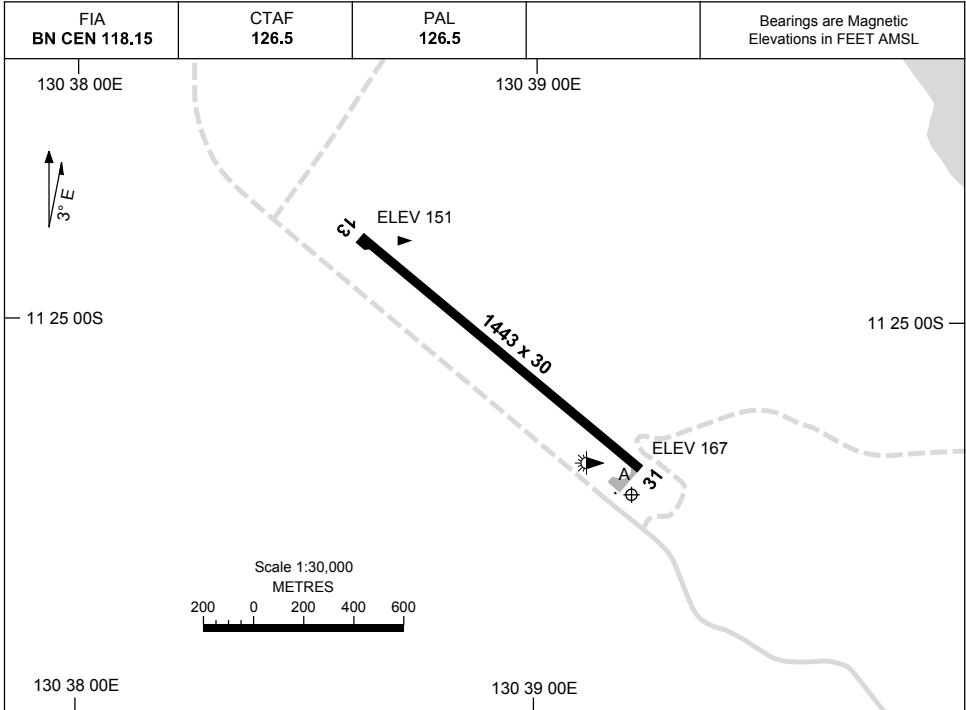 FIA
BN CEN 118.15
CTAF
126.5
PAL
126.5
Bearings are Magnetic
Elevations in FEET AMSL
130 38 00E
130 39 00E
3° E
13
ELEV 151
11 25 00S
11 25 00S
1443 x 30
ELEV 167
A
31
Scale 1:30,000
METRES
200 0 200 400 600
130 38 00E
130 39 00E